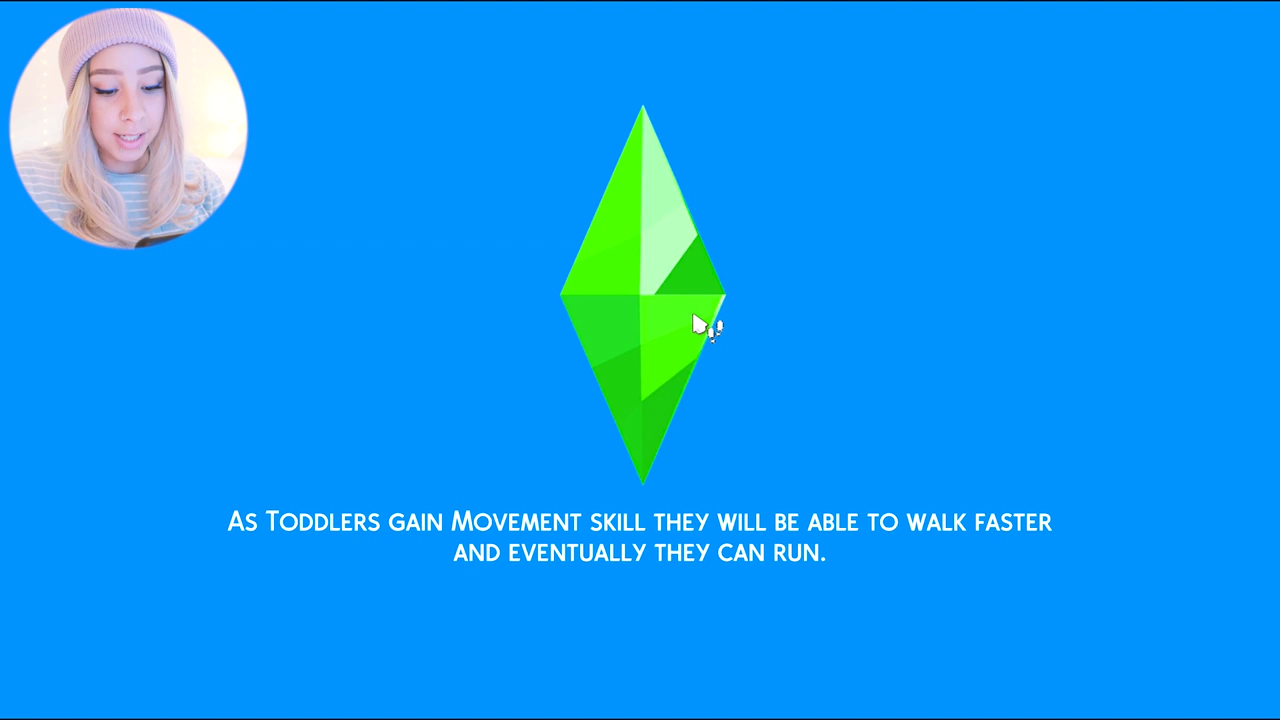 As Toddlers gain Movement skill they will be able to walk faster
and eventually they can run.